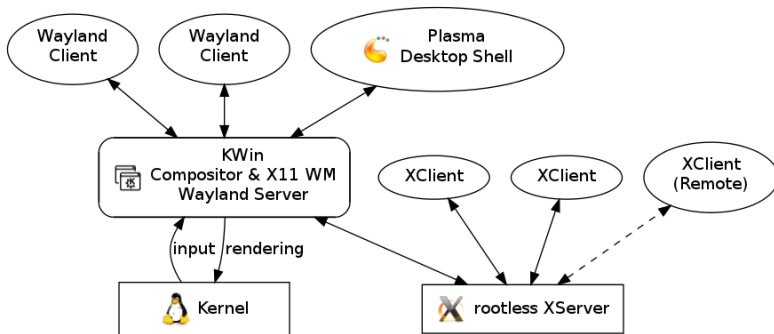 Wayland
Client
Wayland
Client
Plasma
Desktop Shell
KWin
Compositor & X11 WM
Wayland Server
XClient
XClient
XClient
(Remote)
input
rendering
Kernel
rootless XServer